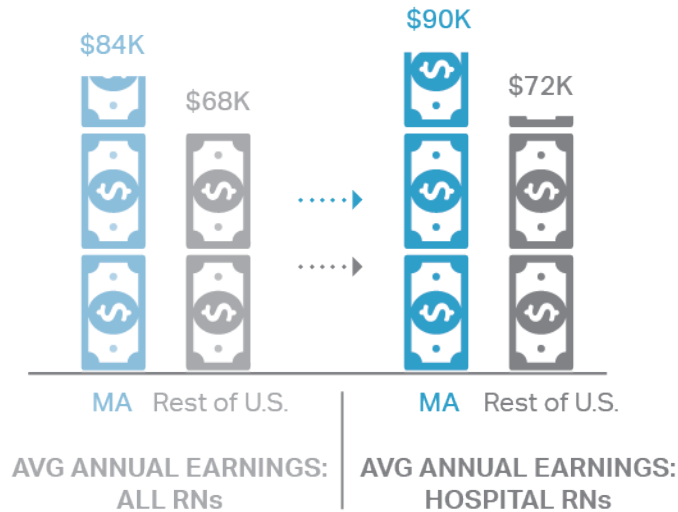 $84K
$68K
$90K
$72K
MA Rest of U.S.
MA Rest of U.S.
AVG ANNUAL EARNINGS:
ALL RNs
AVG ANNUAL EARNINGS:
HOSPITAL RNs